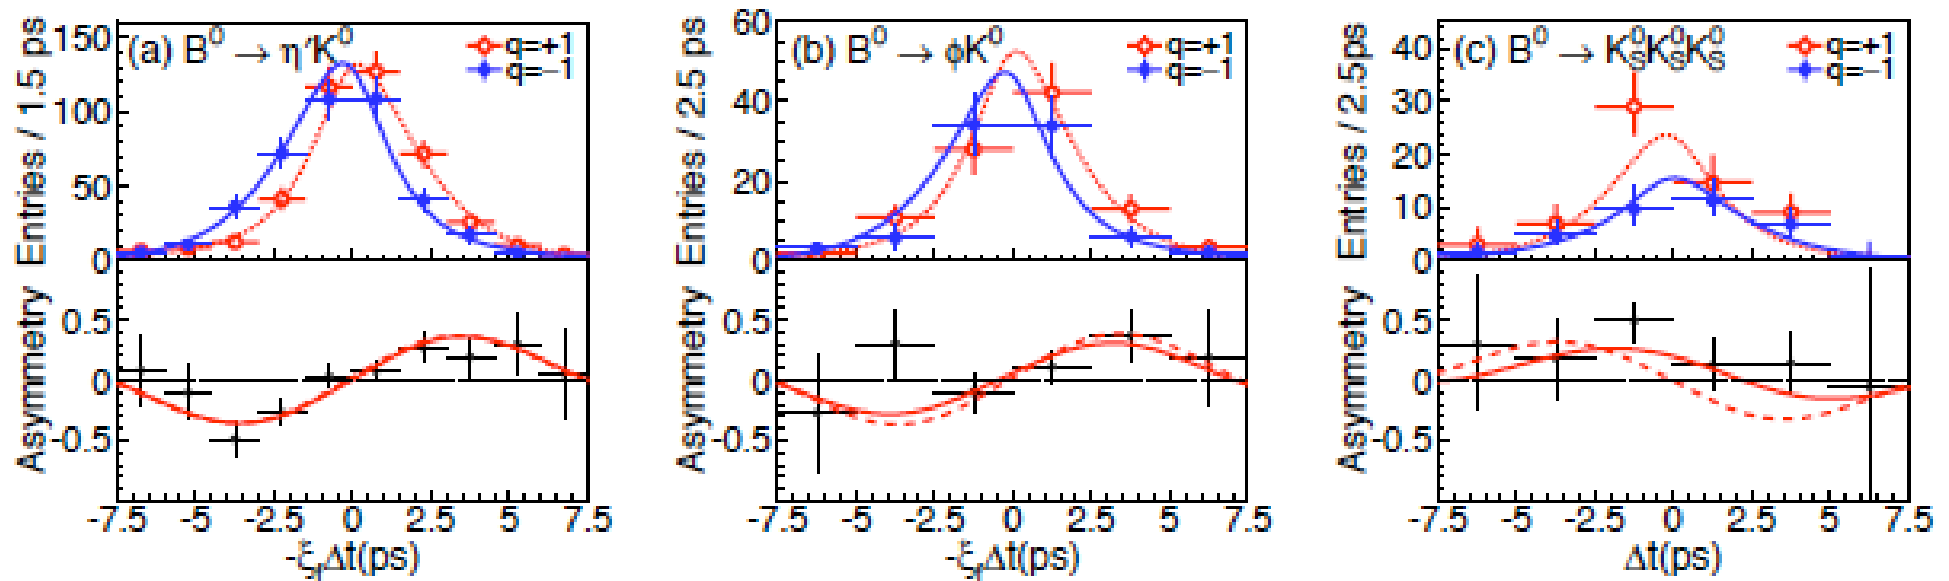 (a) B⁰ → η′K⁰
q=+1
q=−1
Entries / 1.5 ps
150
100
50
0
Asymmetry
0.5
0
-0.5
-7.5 -5 -2.5 0 2.5 5 7.5
-ξfΔt(ps)
(b) B⁰ → ϕK⁰
q=+1
q=−1
Entries / 2.5 ps
60
40
20
0
Asymmetry
0.5
0
-0.5
-7.5 -5 -2.5 0 2.5 5 7.5
-ξfΔt(ps)
(c) B⁰ → K⁰SK⁰SK⁰S
q=+1
q=−1
Entries / 2.5ps
40
30
20
10
0
Asymmetry
0.5
0
-0.5
-7.5 -5 -2.5 0 2.5 5 7.5
Δt(ps)